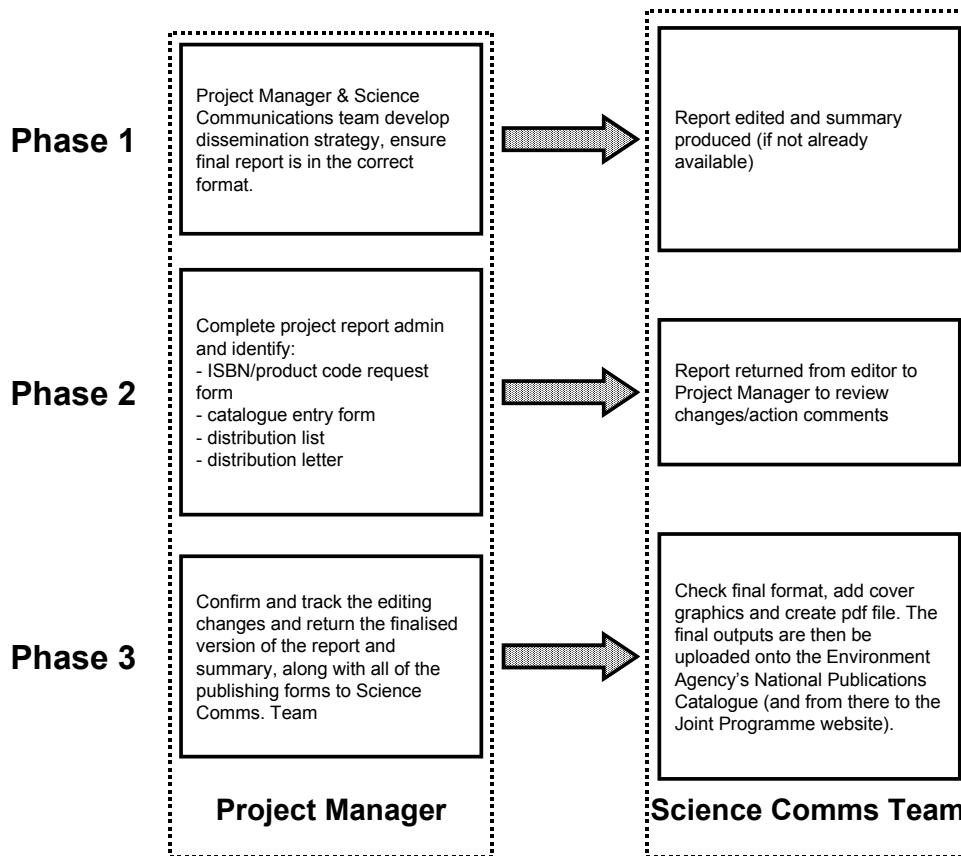 Phase 1
Project Manager & Science
Communications team develop
dissemination strategy, ensure
final report is in the correct
format.
Report edited and summary
produced (if not already
available)
Phase 2
Complete project report admin
and identify:
- ISBN/product code request
form
- catalogue entry form
- distribution list
- distribution letter
Report returned from editor to
Project Manager to review
changes/action comments
Phase 3
Confirm and track the editing
changes and return the finalised
version of the report and
summary, along with all of the
publishing forms to Science
Comms. Team
Check final format, add cover
graphics and create pdf file. The
final outputs are then be
uploaded onto the Environment
Agency's National Publications
Catalogue (and from there to the
Joint Programme website).
Project Manager
Science Comms Team